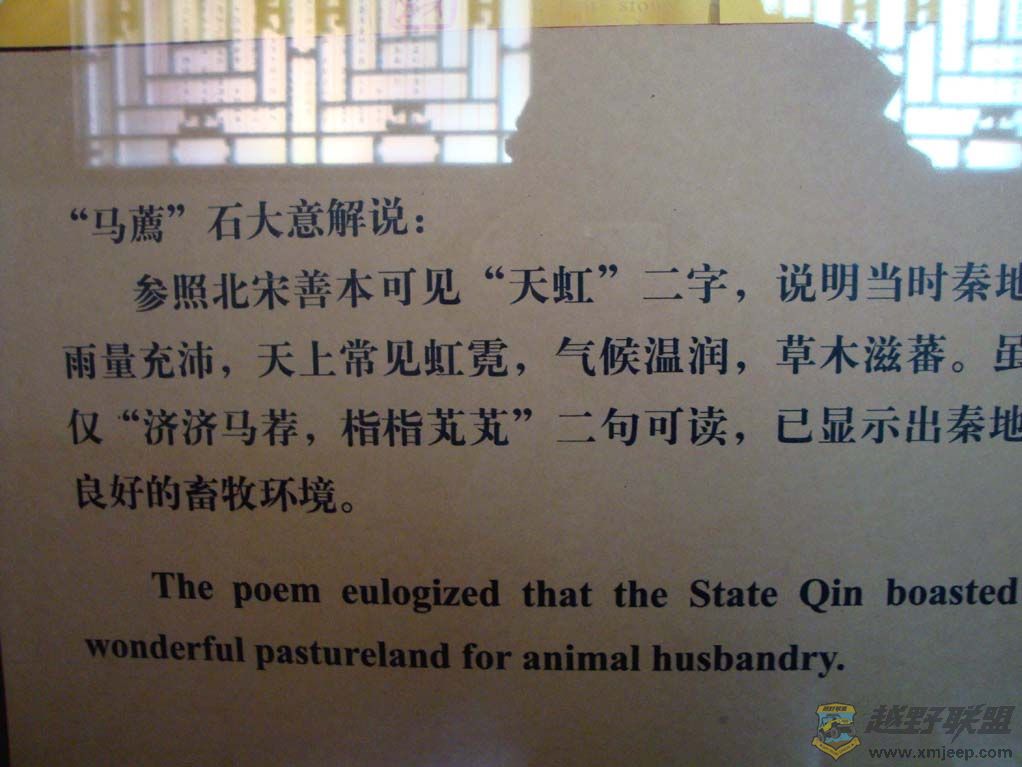 “马薦”石大意解说：
参照北宋善本可见“天虹”二字，说明当时秦地
雨量充沛，天上常见虹霓，气候温润，草木滋蕃。虽
仅“济济马荐，楷楷芃芃”二句可读，已显示出秦地
良好的畜牧环境。
The poem eulogized that the State Qin boasted
wonderful pastureland for animal husbandry.
越野联盟
www.xmjeep.com